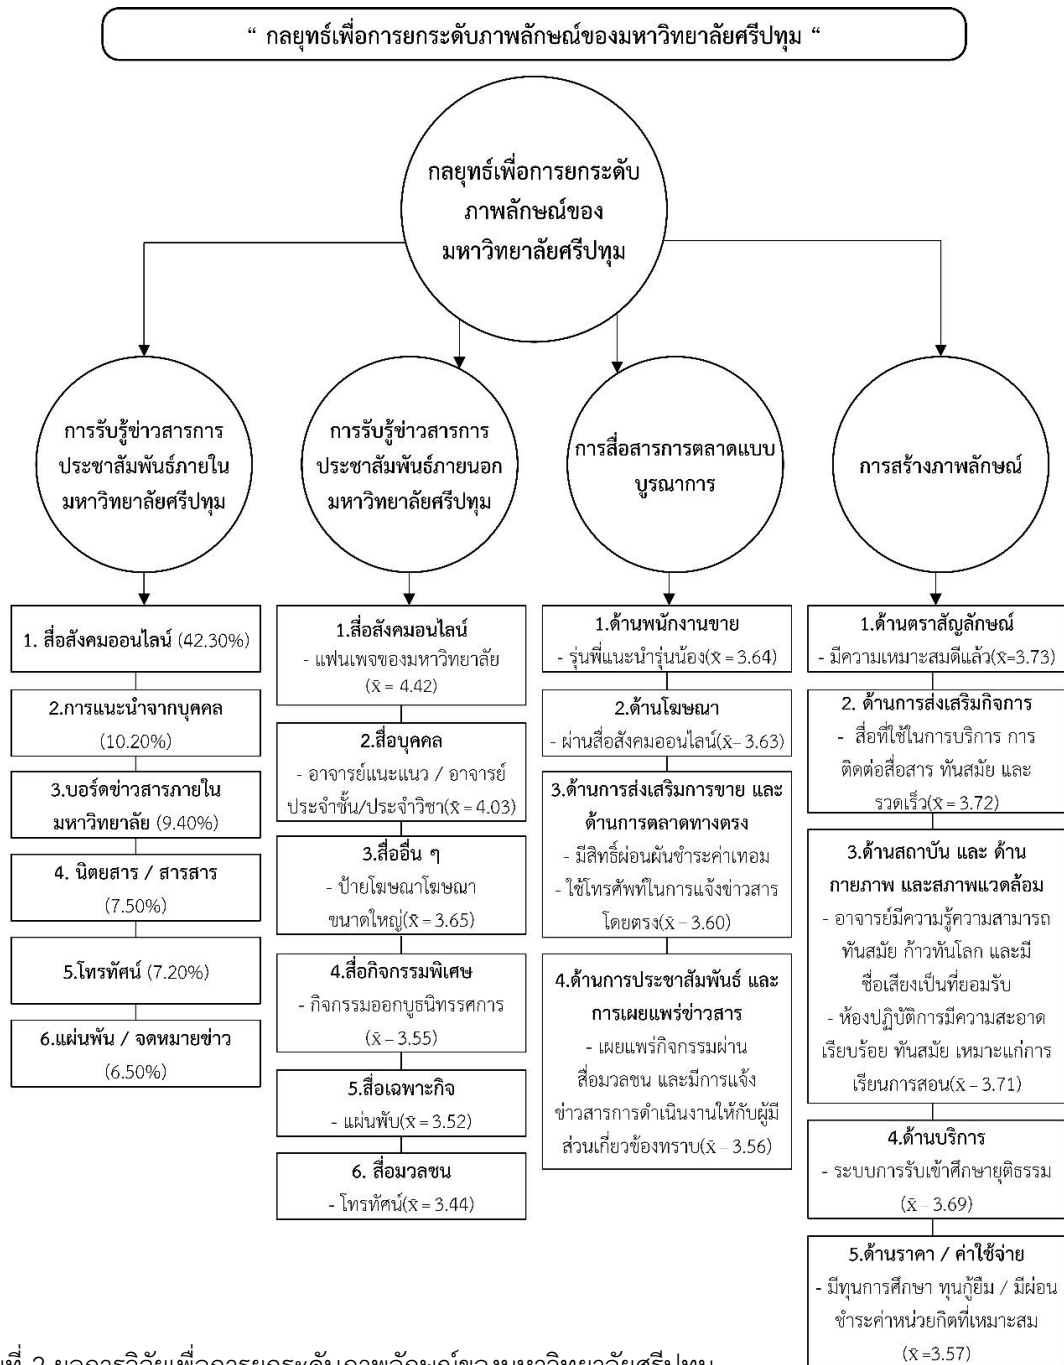 “ กลยุทธ์เพื่อการยกระดับภาพลักษณ์ของมหาวิทยาลัยศรีปทุม “
กลยุทธ์เพื่อการยกระดับ
ภาพลักษณ์ของ
มหาวิทยาลัยศรีปทุม
การรับรู้ข่าวสารการ
ประชาสัมพันธ์ภายใน
มหาวิทยาลัยศรีปทุม
1. สื่อสังคมออนไลน์ (42.30%)
2.การแนะนำจากบุคคล
(10.20%)
3.บอร์ดข่าวสารภายใน
มหาวิทยาลัย (9.40%)
4. นิตยสาร / สารสาร
(7.50%)
5.โทรทัศน์ (7.20%)
6.แผ่นพัน / จดหมายข่าว
(6.50%)
การรับรู้ข่าวสารการ
ประชาสัมพันธ์ภายนอก
มหาวิทยาลัยศรีปทุม
1.สื่อสังคมอนไลน์
- แฟนเพจของมหาวิทยาลัย
(x̄ = 4.42)
2.สื่อบุคคล
- อาจารย์แนะแนว / อาจารย์
ประจำชั้น/ประจำวิชา(x̄ = 4.03)
3.สื่ออื่น ๆ
- ป้ายโฆษณาโฆษณา
ขนาดใหญ่(x̄ = 3.65)
4.สื่อกิจกรรมพิเศษ
- กิจกรรมออกบูธนิทรรศการ
(x̄ – 3.55)
5.สื่อเฉพาะกิจ
- แผ่นพับ(x̄ = 3.52)
6. สื่อมวลชน
- โทรทัศน์(x̄ = 3.44)
การสื่อสารการตลาดแบบ
บูรณาการ
1.ด้านพนักงานขาย
- รุ่นพี่แนะนำรุ่นน้อง(x̄ = 3.64)
2.ด้านโฆษณา
- ผ่านสื่อสังคมออนไลน์(x̄– 3.63)
3.ด้านการส่งเสริมการขาย และ
ด้านการตลาดทางตรง
- มีสิทธิ์ผ่อนผันชำระค่าเทอม
- ใช้โทรศัพท์ในการแจ้งข่าวสาร
โดยตรง(x̄ – 3.60)
4.ด้านการประชาสัมพันธ์ และ
การเผยแพร่ข่าวสาร
- เผยแพร่กิจกรรมผ่าน
สื่อมวลชน และมีการแจ้ง
ข่าวสารการดำเนินงานให้กับผู้มี
ส่วนเกี่ยวข้องทราบ(x̄ – 3.56)
การสร้างภาพลักษณ์
1.ด้านตราสัญลักษณ์
- มีความเหมาะสมดีแล้ว(x̄=3.73)
2. ด้านการส่งเสริมกิจการ
- สื่อที่ใช้ในการบริการ การ
ติดต่อสื่อสาร ทันสมัย และ
รวดเร็ว(x̄ = 3.72)
3.ด้านสถาบัน และ ด้าน
กายภาพ และสภาพแวดล้อม
- อาจารย์มีความรู้ความสามารถ
ทันสมัย ก้าวทันโลก และมี
ชื่อเสียงเป็นที่ยอมรับ
- ห้องปฏิบัติการมีความสะอาด
เรียบร้อย ทันสมัย เหมาะแก่การ
เรียนการสอน(x̄ – 3.71)
4.ด้านบริการ
- ระบบการรับเข้าศึกษายุติธรรม
(x̄ – 3.69)
5.ด้านราคา / ค่าใช้จ่าย
- มีทุนการศึกษา ทุนกู้ยืม / มีผ่อน
ชำระค่าหน่วยกิตที่เหมาะสม
(x̄ =3.57)
ที่ 2 ผลการวิจัยเพื่อการยกระดับภาพลักษณ์ของมหาวิทยาลัยศรีปทุม